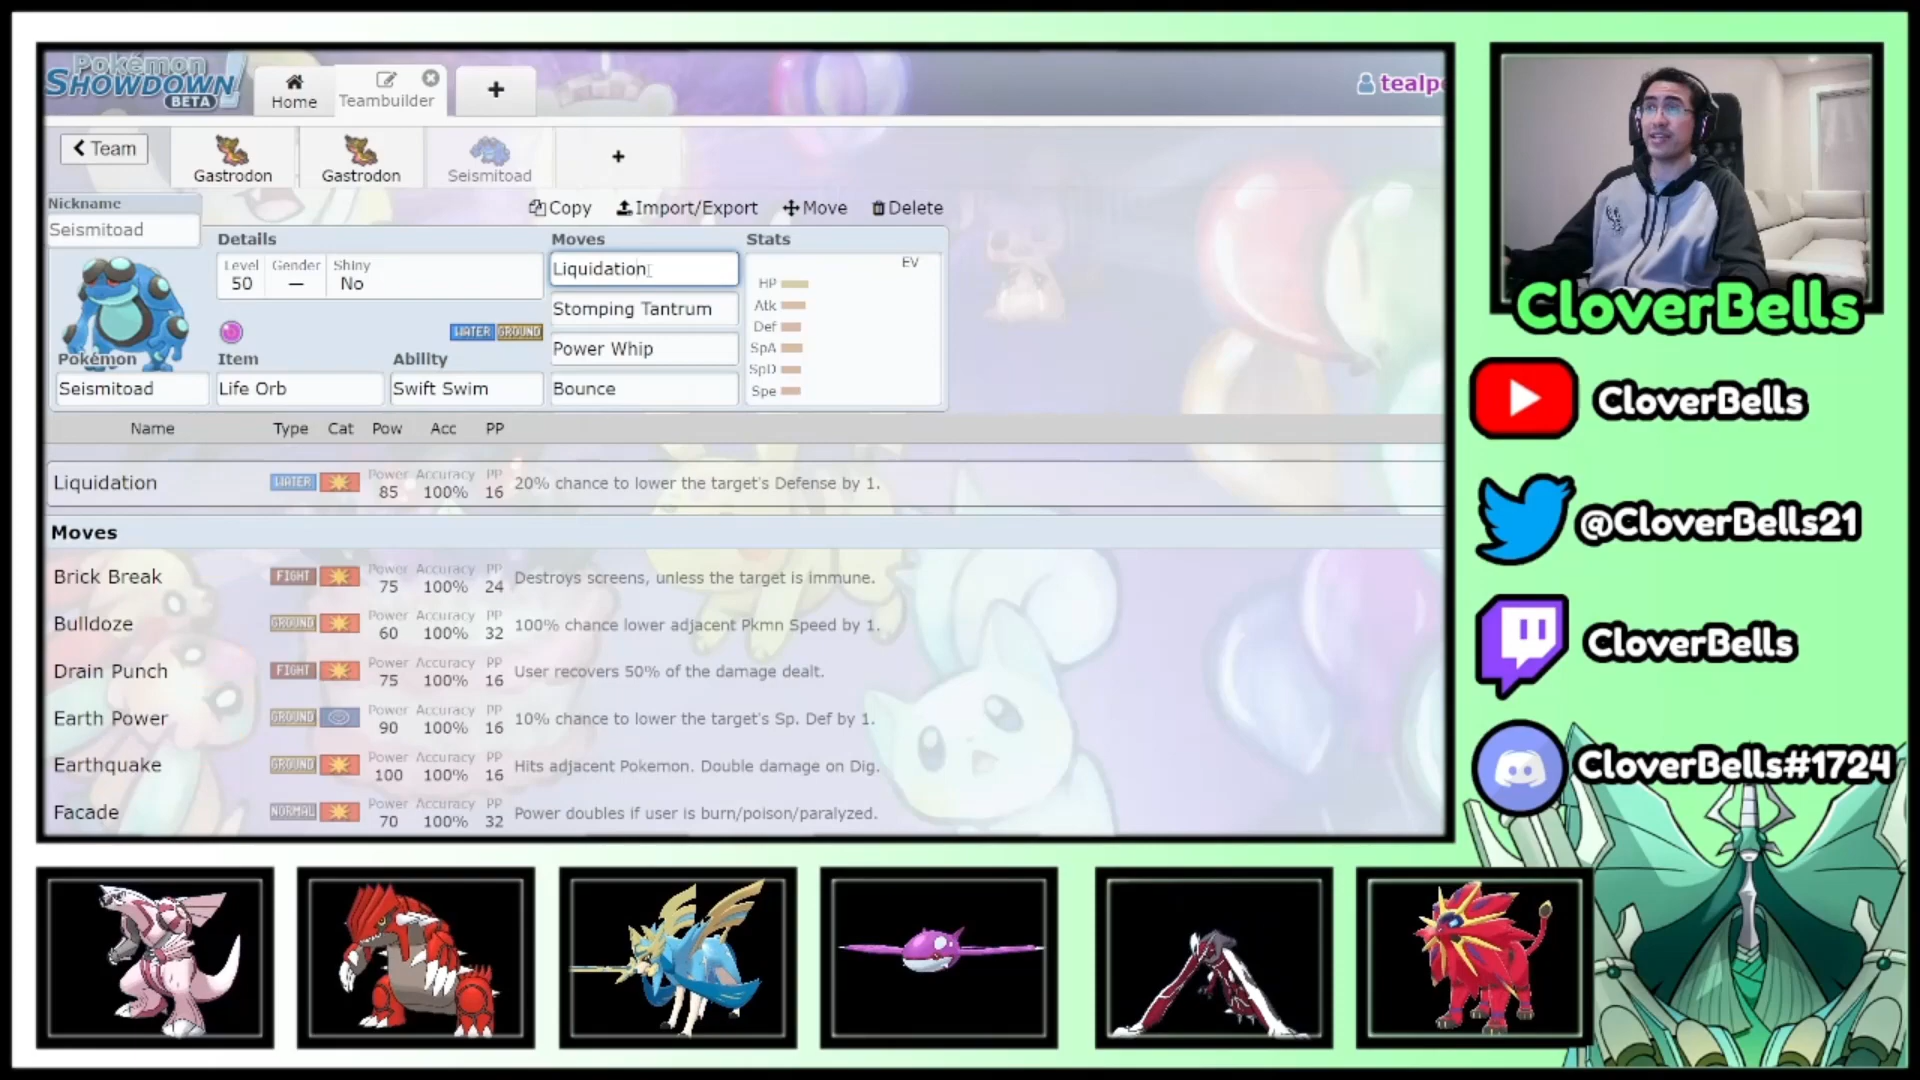 Pokémon
SHOWDOWN!
BETA
Home
Teambuilder
+
tealp
Team
Gastrodon
Gastrodon
Seismitoad
+
Copy
Import/Export
Move
Delete
Nickname
Seismitoad
Details
Level
50
Gender
—
Shiny
No
WATER GROUND
Pokémon
Seismitoad
Item
Life Orb
Ability
Swift Swim
Moves
Liquidation
Stomping Tantrum
Power Whip
Bounce
Stats
EV
HP
Atk
Def
SpA
SpD
Spe
Name Type Cat Pow Acc PP
Liquidation WATER Power 85 Accuracy 100% PP 16 20% chance to lower the target's Defense by 1.
Moves
Brick Break FIGHT Power 75 Accuracy 100% PP 24 Destroys screens, unless the target is immune.
Bulldoze GROUND Power 60 Accuracy 100% PP 32 100% chance lower adjacent Pkmn Speed by 1.
Drain Punch FIGHT Power 75 Accuracy 100% PP 16 User recovers 50% of the damage dealt.
Earth Power GROUND Power 90 Accuracy 100% PP 16 10% chance to lower the target's Sp. Def by 1.
Earthquake GROUND Power 100 Accuracy 100% PP 16 Hits adjacent Pokemon. Double damage on Dig.
Facade NORMAL Power 70 Accuracy 100% PP 32 Power doubles if user is burn/poison/paralyzed.
CloverBells
CloverBells
@CloverBells21
CloverBells
CloverBells#1724